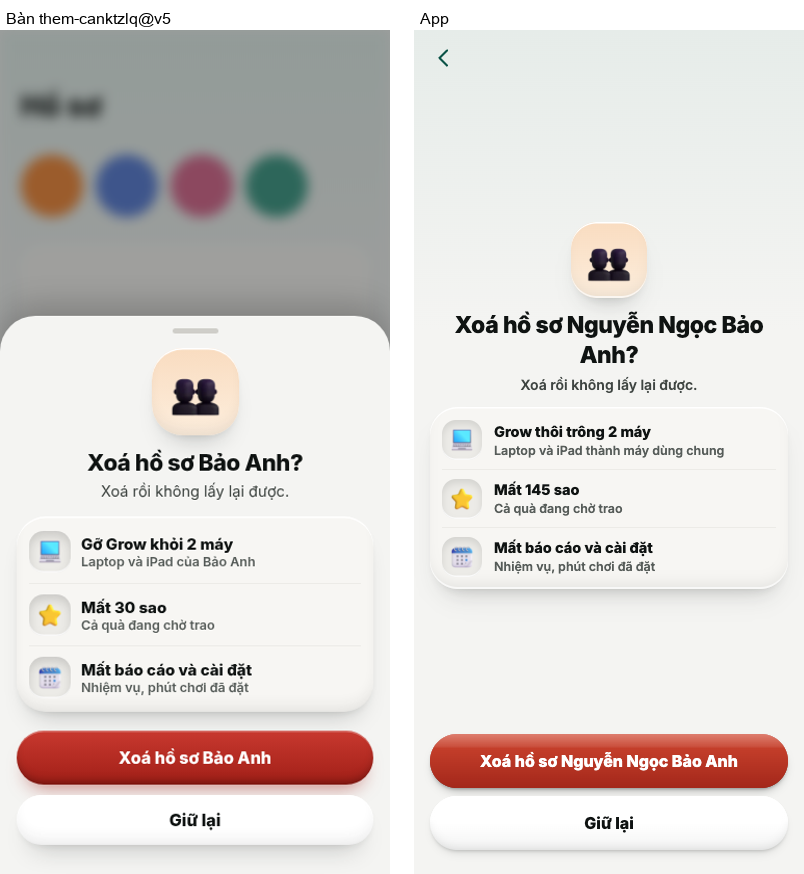 Bản them-canktzlq@v5
Hồ sơ
Xoá hồ sơ Bảo Anh?
Xoá rồi không lấy lại được.
Gỡ Grow khỏi 2 máy
Laptop và iPad của Bảo Anh
Mất 30 sao
Cả quà đang chờ trao
Mất báo cáo và cài đặt
Nhiệm vụ, phút chơi đã đặt
Xoá hồ sơ Bảo Anh
Giữ lại
App
Xoá hồ sơ Nguyễn Ngọc Bảo
Anh?
Xoá rồi không lấy lại được.
Grow thôi trông 2 máy
Laptop và iPad thành máy dùng chung
Mất 145 sao
Cả quà đang chờ trao
Mất báo cáo và cài đặt
Nhiệm vụ, phút chơi đã đặt
Xoá hồ sơ Nguyễn Ngọc Bảo Anh
Giữ lại